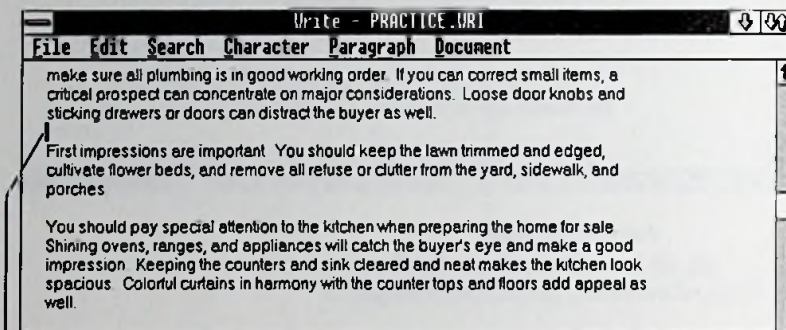 Write - PRACTICE.WRI
File Edit Search Character Paragraph Document
make sure all plumbing is in good working order. If you can correct small items, a
critical prospect can concentrate on major considerations. Loose door knobs and
sticking drawers or doors can distract the buyer as well.
First impressions are important. You should keep the lawn trimmed and edged,
cultivate flower beds, and remove all refuse or clutter from the yard, sidewalk, and
porches
You should pay special attention to the kitchen when preparing the home for sale
Shining ovens, ranges, and appliances will catch the buyer's eye and make a good
impression. Keeping the counters and sink cleared and neat makes the kitchen look
spacious. Colorful curtains in harmony with the counter tops and floors add appeal as
well.